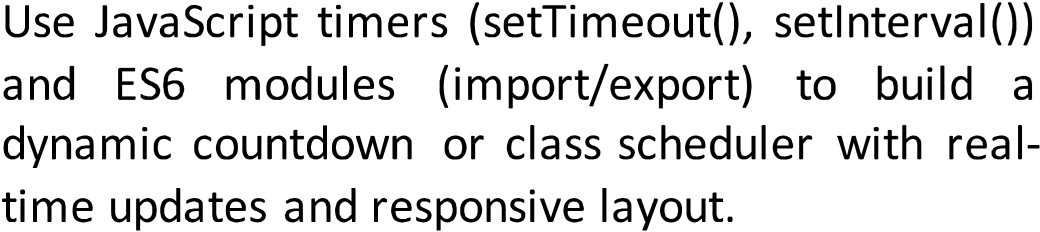 Use JavaScript timers (setTimeout(), setInterval())
and ES6 modules (import/export) to build a
dynamic countdown or class scheduler with real-
time updates and responsive layout.